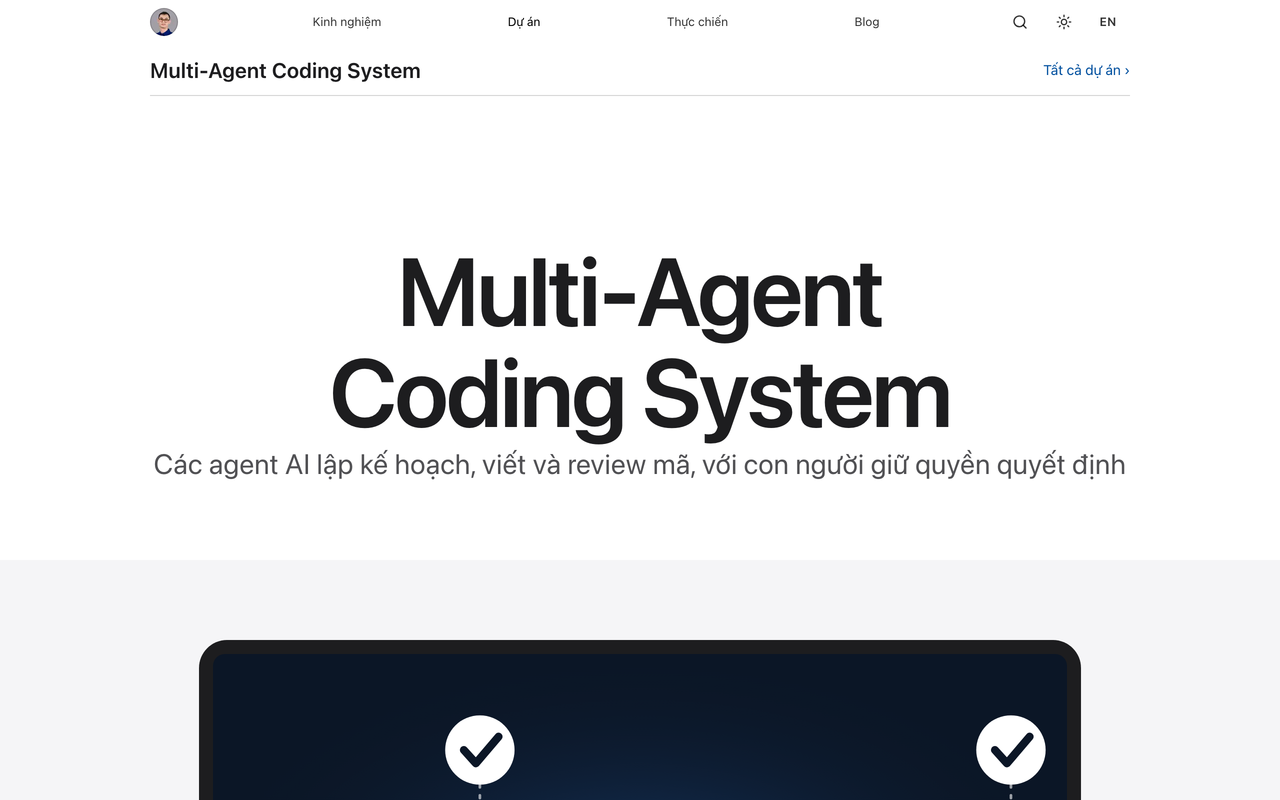 Kinh nghiệm
Dự án
Thực chiến
Blog
EN
Multi-Agent Coding System
Tất cả dự án ›
Multi-Agent
Coding System
Các agent AI lập kế hoạch, viết và review mã, với con người giữ quyền quyết định